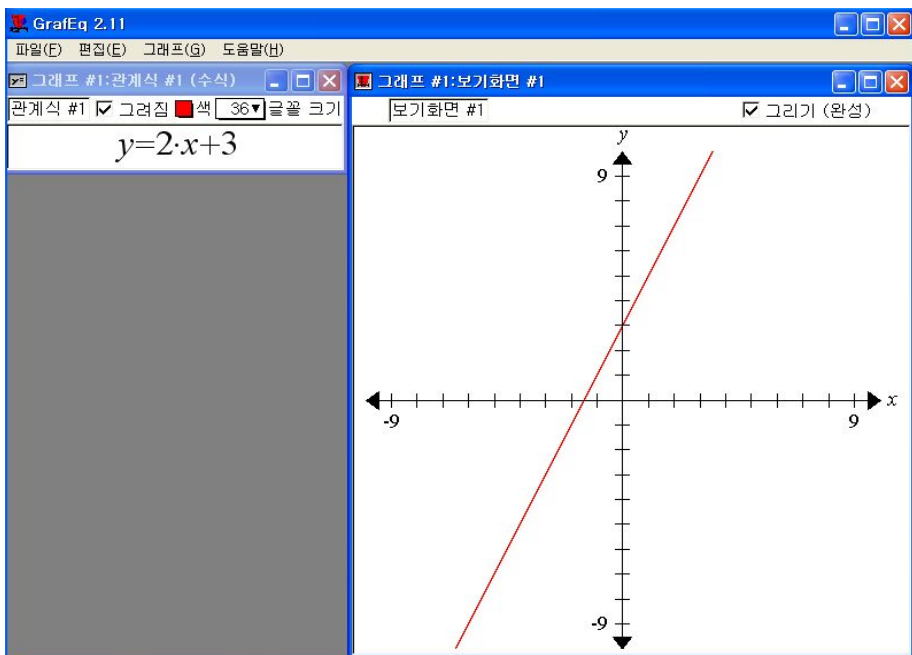 GrafEq 2.11
파일(F) 편집(E) 그래프(G) 도움말(H)
그래프 #1:관계식 #1 (수식)
관계식 #1 그려짐 색 36▼ 글꼴 크기
y=2·x+3
그래프 #1:보기화면 #1
보기화면 #1 그리기 (완성)
y
9
-9 9 x
-9